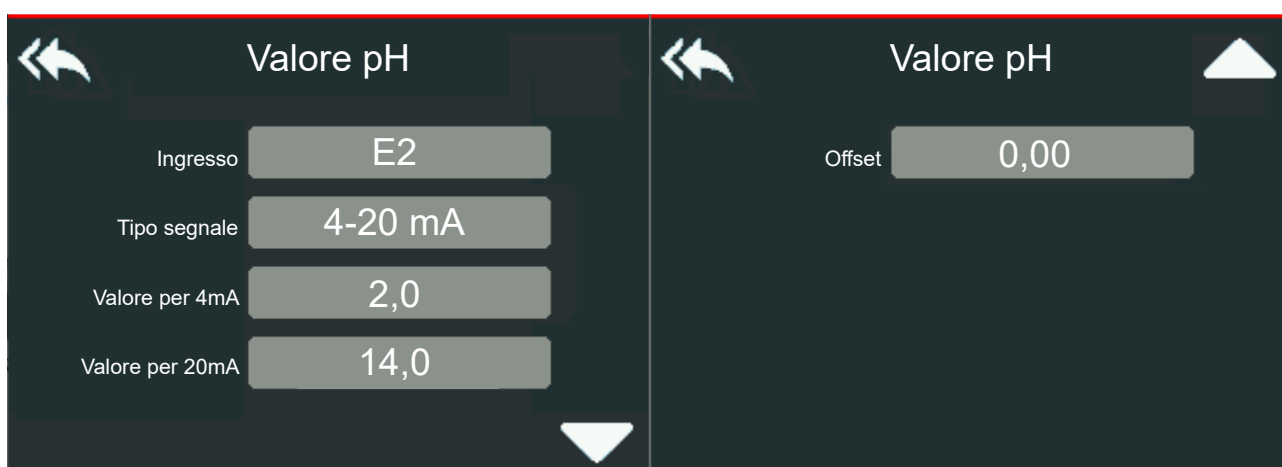 Valore pH
Ingresso E2
Tipo segnale 4-20 mA
Valore per 4mA 2,0
Valore per 20mA 14,0
Valore pH
Offset 0,00